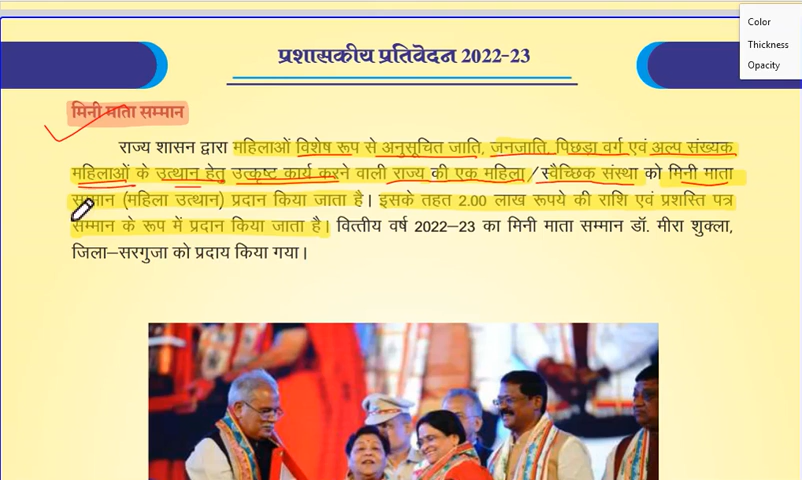 Color
Thickness
Opacity
प्रशासकीय प्रतिवेदन 2022-23
मिनी माता सम्मान
राज्य शासन द्वारा महिलाओं विशेष रूप से अनुसूचित जाति, जनजाति, पिछडा वर्ग एवं अल्प संख्यक
महिलाओं के उत्थान हेतु उत्कृष्ट कार्य करने वाली राज्य की एक महिला/स्वैच्छिक संस्था को मिनी माता
सम्मान (महिला उत्थान) प्रदान किया जाता है। इसके तहत 2.00 लाख रूपये की राशि एवं प्रशस्ति पत्र
सम्मान के रूप में प्रदान किया जाता है। वित्तीय वर्ष 2022–23 का मिनी माता सम्मान डॉ. मीरा शुक्ला,
जिला–सरगुजा को प्रदाय किया गया।